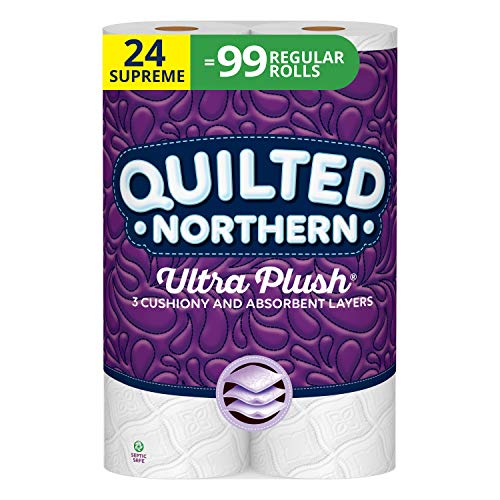 24
SUPREME
= 99 REGULAR
ROLLS
QUILTED
• NORTHERN •
Ultra Plush®
3 CUSHIONY AND ABSORBENT LAYERS
SEPTIC
SAFE